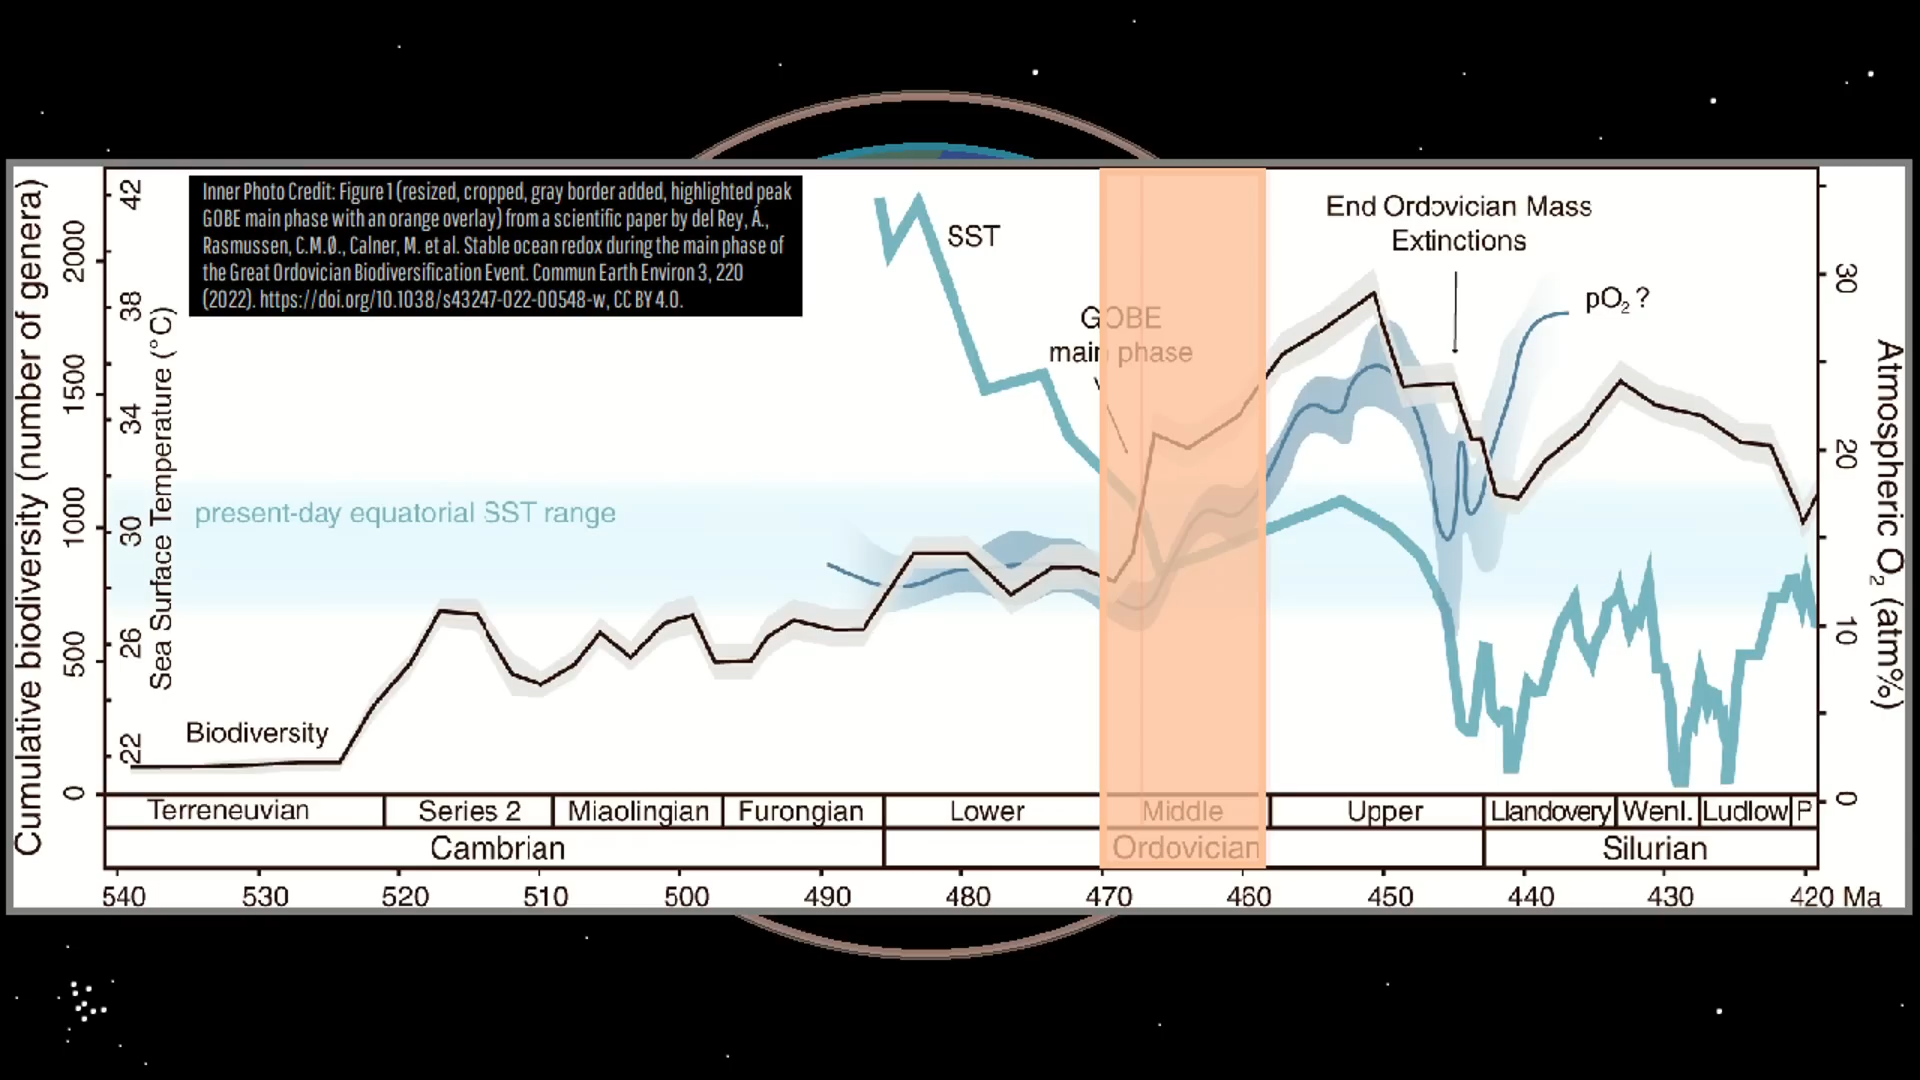 Inner Photo Credit: Figure 1 (resized, cropped, gray border added, highlighted peak
GOBE main phase with an orange overlay) from a scientific paper by del Rey, Á.,
Rasmussen, C.M.Ø., Calner, M. et al. Stable ocean redox during the main phase of
the Great Ordovician Biodiversification Event. Commun Earth Environ 3, 220
(2022). https://doi.org/10.1038/s43247-022-00548-w, CC BY 4.0.
Cumulative biodiversity (number of genera)
2000
1500
1000
500
0
Sea Surface Temperature (°C)
42
38
34
30
26
22
SST
GOBE
main phase
End Ordovician Mass
Extinctions
pO₂ ?
present-day equatorial SST range
Biodiversity
Atmospheric O₂ (atm%)
30
20
10
0
Terreneuvian
Series 2
Miaolingian
Furongian
Lower
Middle
Upper
Llandovery
Wenl.
Ludlow
P
Cambrian
Ordovician
Silurian
540
530
520
510
500
490
480
470
460
450
440
430
420 Ma